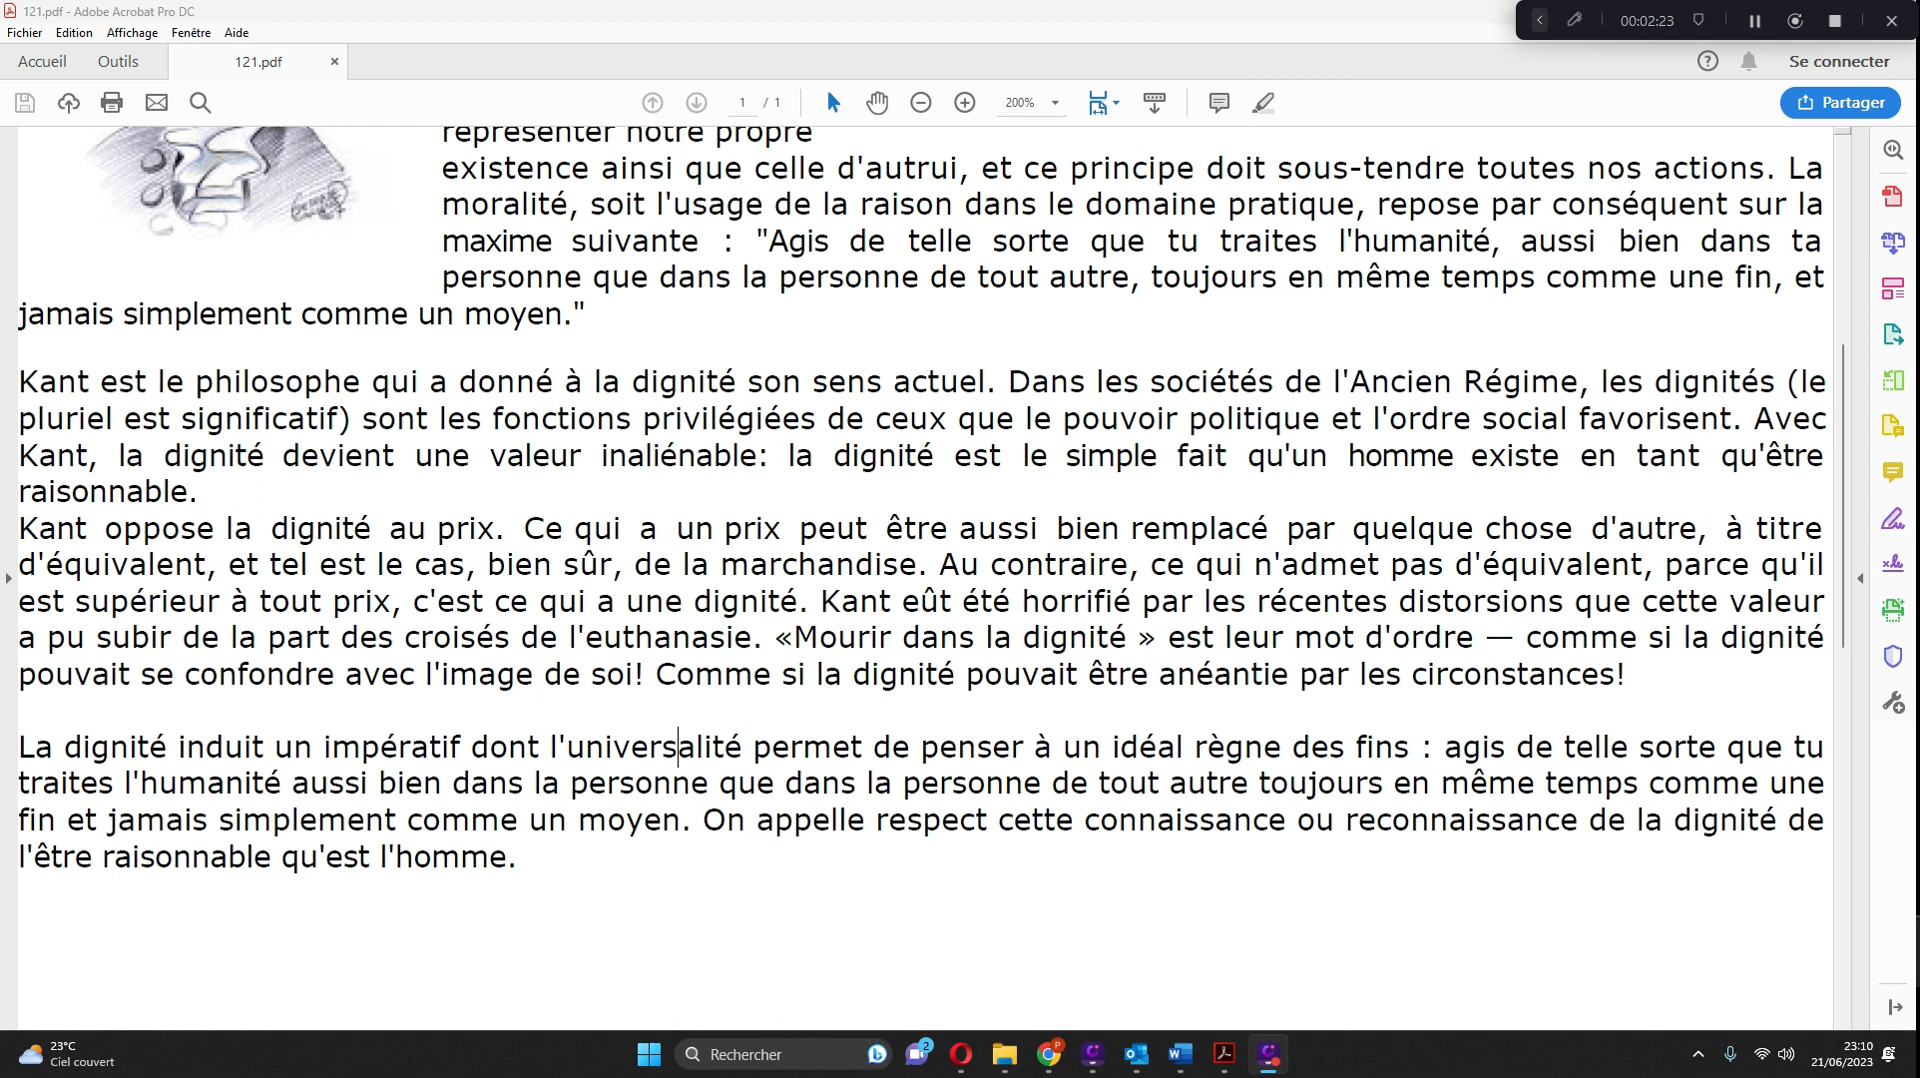 121.pdf - Adobe Acrobat Pro DC
00:02:23
Fichier Edition Affichage Fenêtre Aide
Accueil Outils 121.pdf × Se connecter
1 / 1 200% Partager
représenter notre propre
existence ainsi que celle d'autrui, et ce principe doit sous-tendre toutes nos actions. La
moralité, soit l'usage de la raison dans le domaine pratique, repose par conséquent sur la
maxime suivante : "Agis de telle sorte que tu traites l'humanité, aussi bien dans ta
personne que dans la personne de tout autre, toujours en même temps comme une fin, et
jamais simplement comme un moyen."
Kant est le philosophe qui a donné à la dignité son sens actuel. Dans les sociétés de l'Ancien Régime, les dignités (le
pluriel est significatif) sont les fonctions privilégiées de ceux que le pouvoir politique et l'ordre social favorisent. Avec
Kant, la dignité devient une valeur inaliénable: la dignité est le simple fait qu'un homme existe en tant qu'être
raisonnable.
Kant oppose la dignité au prix. Ce qui a un prix peut être aussi bien remplacé par quelque chose d'autre, à titre
d'équivalent, et tel est le cas, bien sûr, de la marchandise. Au contraire, ce qui n'admet pas d'équivalent, parce qu'il
est supérieur à tout prix, c'est ce qui a une dignité. Kant eût été horrifié par les récentes distorsions que cette valeur
a pu subir de la part des croisés de l'euthanasie. «Mourir dans la dignité » est leur mot d'ordre — comme si la dignité
pouvait se confondre avec l'image de soi! Comme si la dignité pouvait être anéantie par les circonstances!
La dignité induit un impératif dont l'universalité permet de penser à un idéal règne des fins : agis de telle sorte que tu
traites l'humanité aussi bien dans la personne que dans la personne de tout autre toujours en même temps comme une
fin et jamais simplement comme un moyen. On appelle respect cette connaissance ou reconnaissance de la dignité de
l'être raisonnable qu'est l'homme.
23°C
Ciel couvert
Rechercher
2
P
23:10
21/06/2023